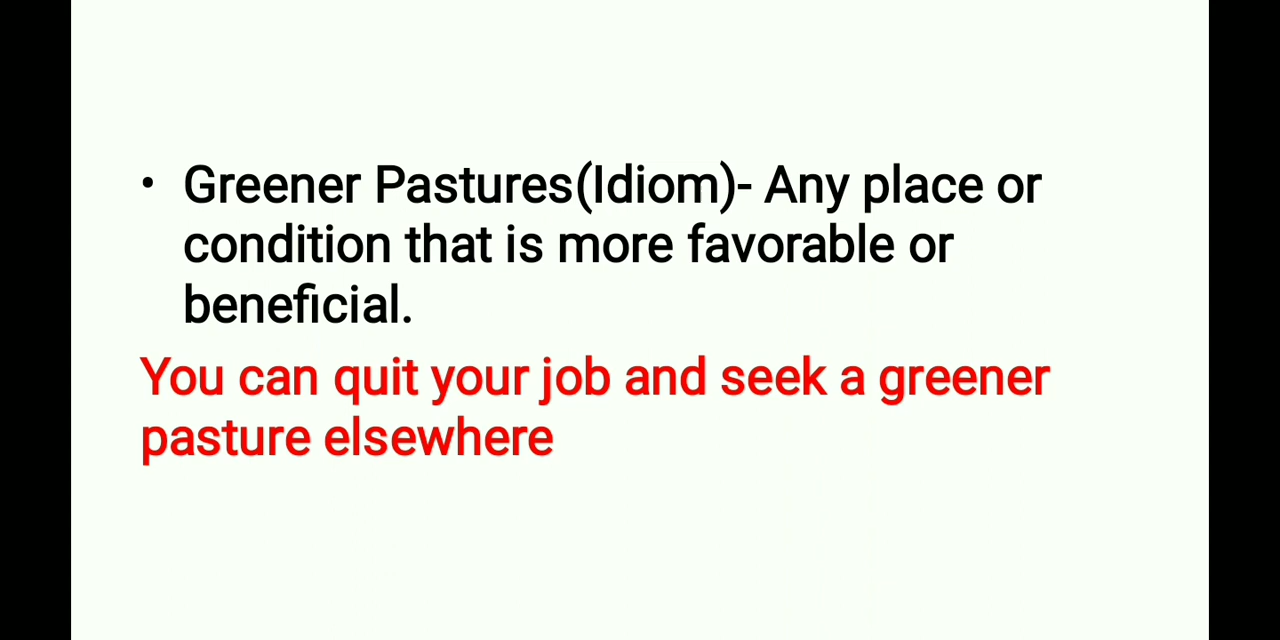 • Greener Pastures(Idiom)- Any place or
condition that is more favorable or
beneficial.
You can quit your job and seek a greener
pasture elsewhere